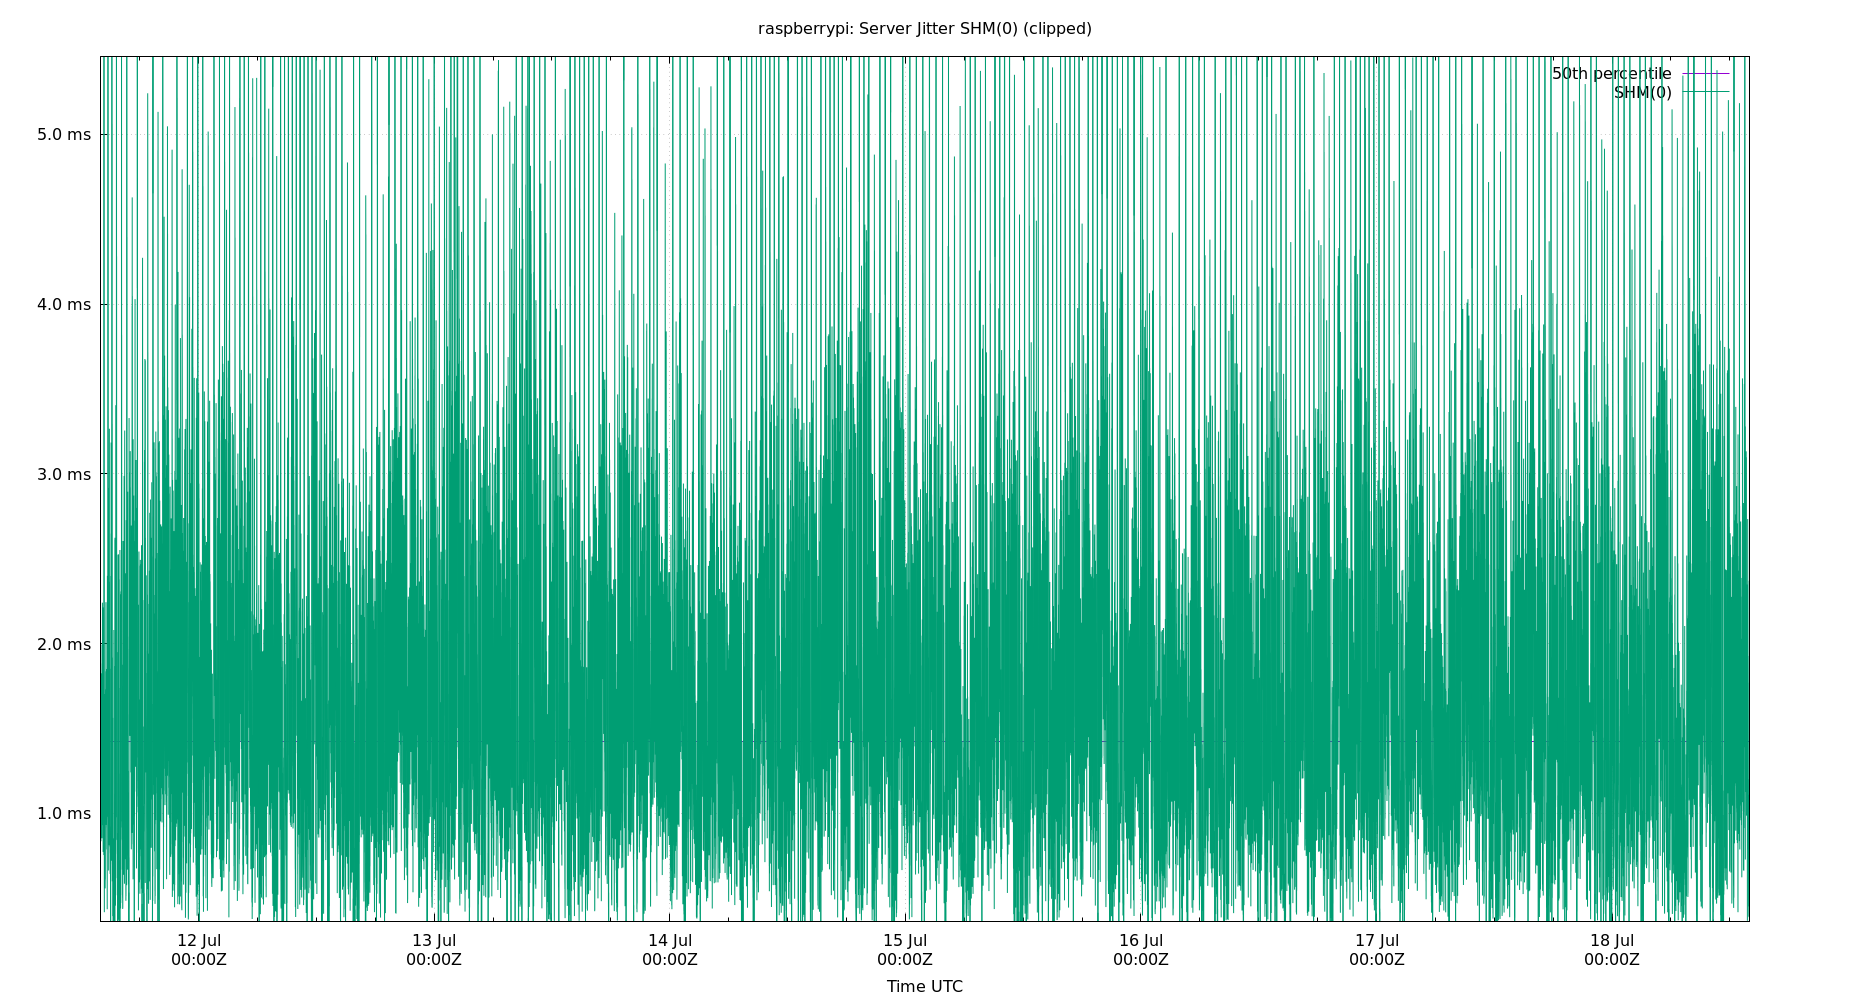 raspberrypi: Server Jitter SHM(0) (clipped)
50th percentile
SHM(0)
5.0 ms
4.0 ms
3.0 ms
2.0 ms
1.0 ms
12 Jul 13 Jul 14 Jul 15 Jul 16 Jul 17 Jul 18 Jul
00:00Z 00:00Z 00:00Z 00:00Z 00:00Z 00:00Z 00:00Z
Time UTC